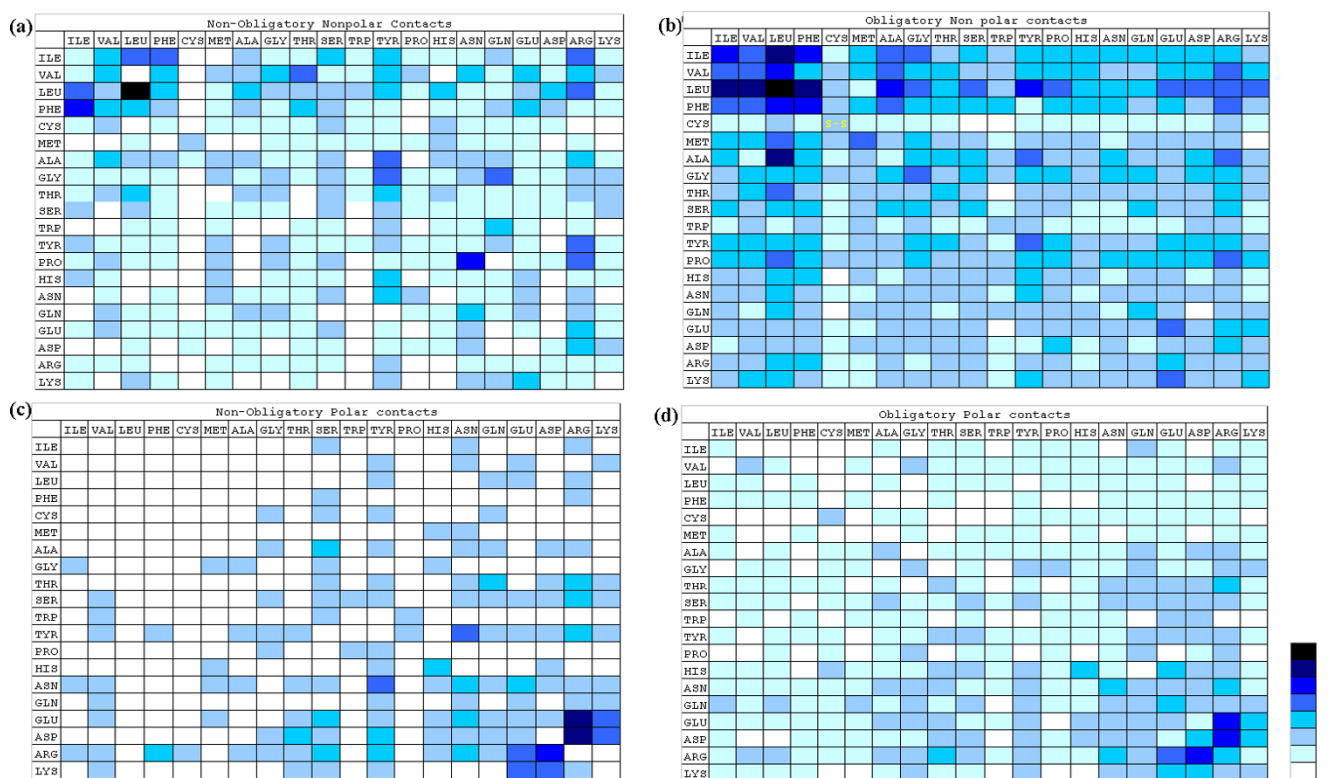 (a)
Non-Obligatory Nonpolar Contacts
ILE VAL LEU PHE CYS MET ALA GLY THR SER TRP TYR PRO HIS ASN GLN GLU ASP ARG LYS
ILE
VAL
LEU
PHE
CYS
MET
ALA
GLY
THR
SER
TRP
TYR
PRO
HIS
ASN
GLN
GLU
ASP
ARG
LYS
(b)
Obligatory Non polar contacts
ILE VAL LEU PHE CYS MET ALA GLY THR SER TRP TYR PRO HIS ASN GLN GLU ASP ARG LYS
ILE
VAL
LEU
PHE
CYS S-S
MET
ALA
GLY
THR
SER
TRP
TYR
PRO
HIS
ASN
GLN
GLU
ASP
ARG
LYS
(c)
Non-Obligatory Polar contacts
ILE VAL LEU PHE CYS MET ALA GLY THR SER TRP TYR PRO HIS ASN GLN GLU ASP ARG LYS
ILE
VAL
LEU
PHE
CYS
MET
ALA
GLY
THR
SER
TRP
TYR
PRO
HIS
ASN
GLN
GLU
ASP
ARG
LYS
(d)
Obligatory Polar contacts
ILE VAL LEU PHE CYS MET ALA GLY THR SER TRP TYR PRO HIS ASN GLN GLU ASP ARG LYS
ILE
VAL
LEU
PHE
CYS
MET
ALA
GLY
THR
SER
TRP
TYR
PRO
HIS
ASN
GLN
GLU
ASP
ARG
LYS